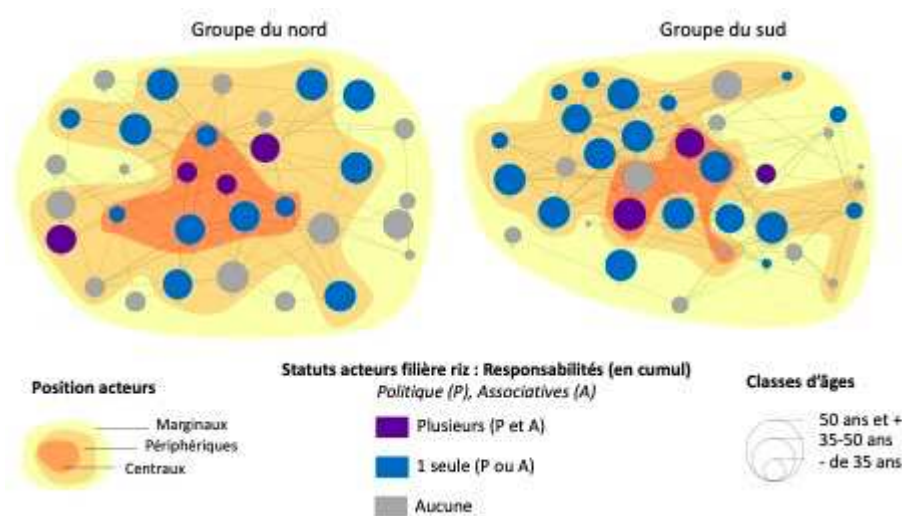 Groupe du nord
Groupe du sud
Position acteurs
Marginaux
Périphériques
Centraux
Statuts acteurs filière riz : Responsabilités (en cumul)
Politique (P), Associatives (A)
Plusieurs (P et A)
1 seule (P ou A)
Aucune
Classes d'âges
50 ans et +
35-50 ans
- de 35 ans